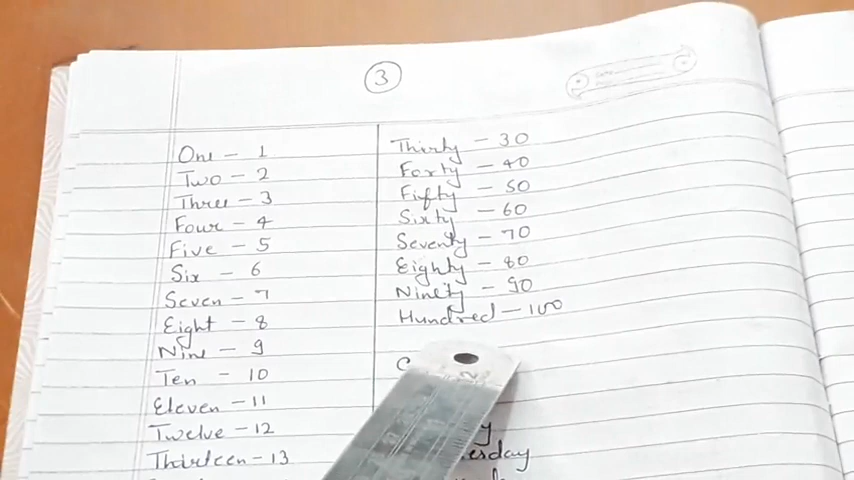 3
One - 1
Two - 2
Three - 3
Four - 4
Five - 5
Six - 6
Seven - 7
Eight - 8
Nine - 9
Ten - 10
Eleven - 11
Twelve - 12
Thirteen - 13
Thirty - 30
Forty - 40
Fifty - 50
Sixty - 60
Seventy - 70
Eighty - 80
Ninety - 90
Hundred - 100